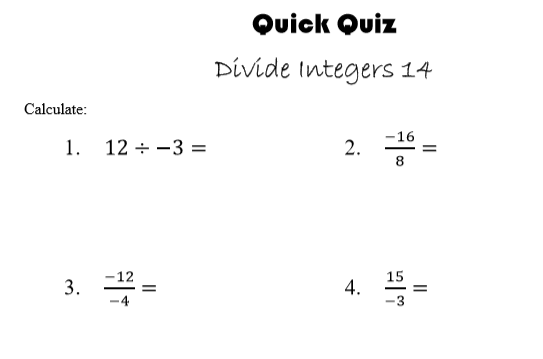 Quick Quiz
Divide Integers 14
Calculate:
1. 12 ÷ −3 =
2. −16/8 =
3. −12/−4 =
4. 15/−3 =